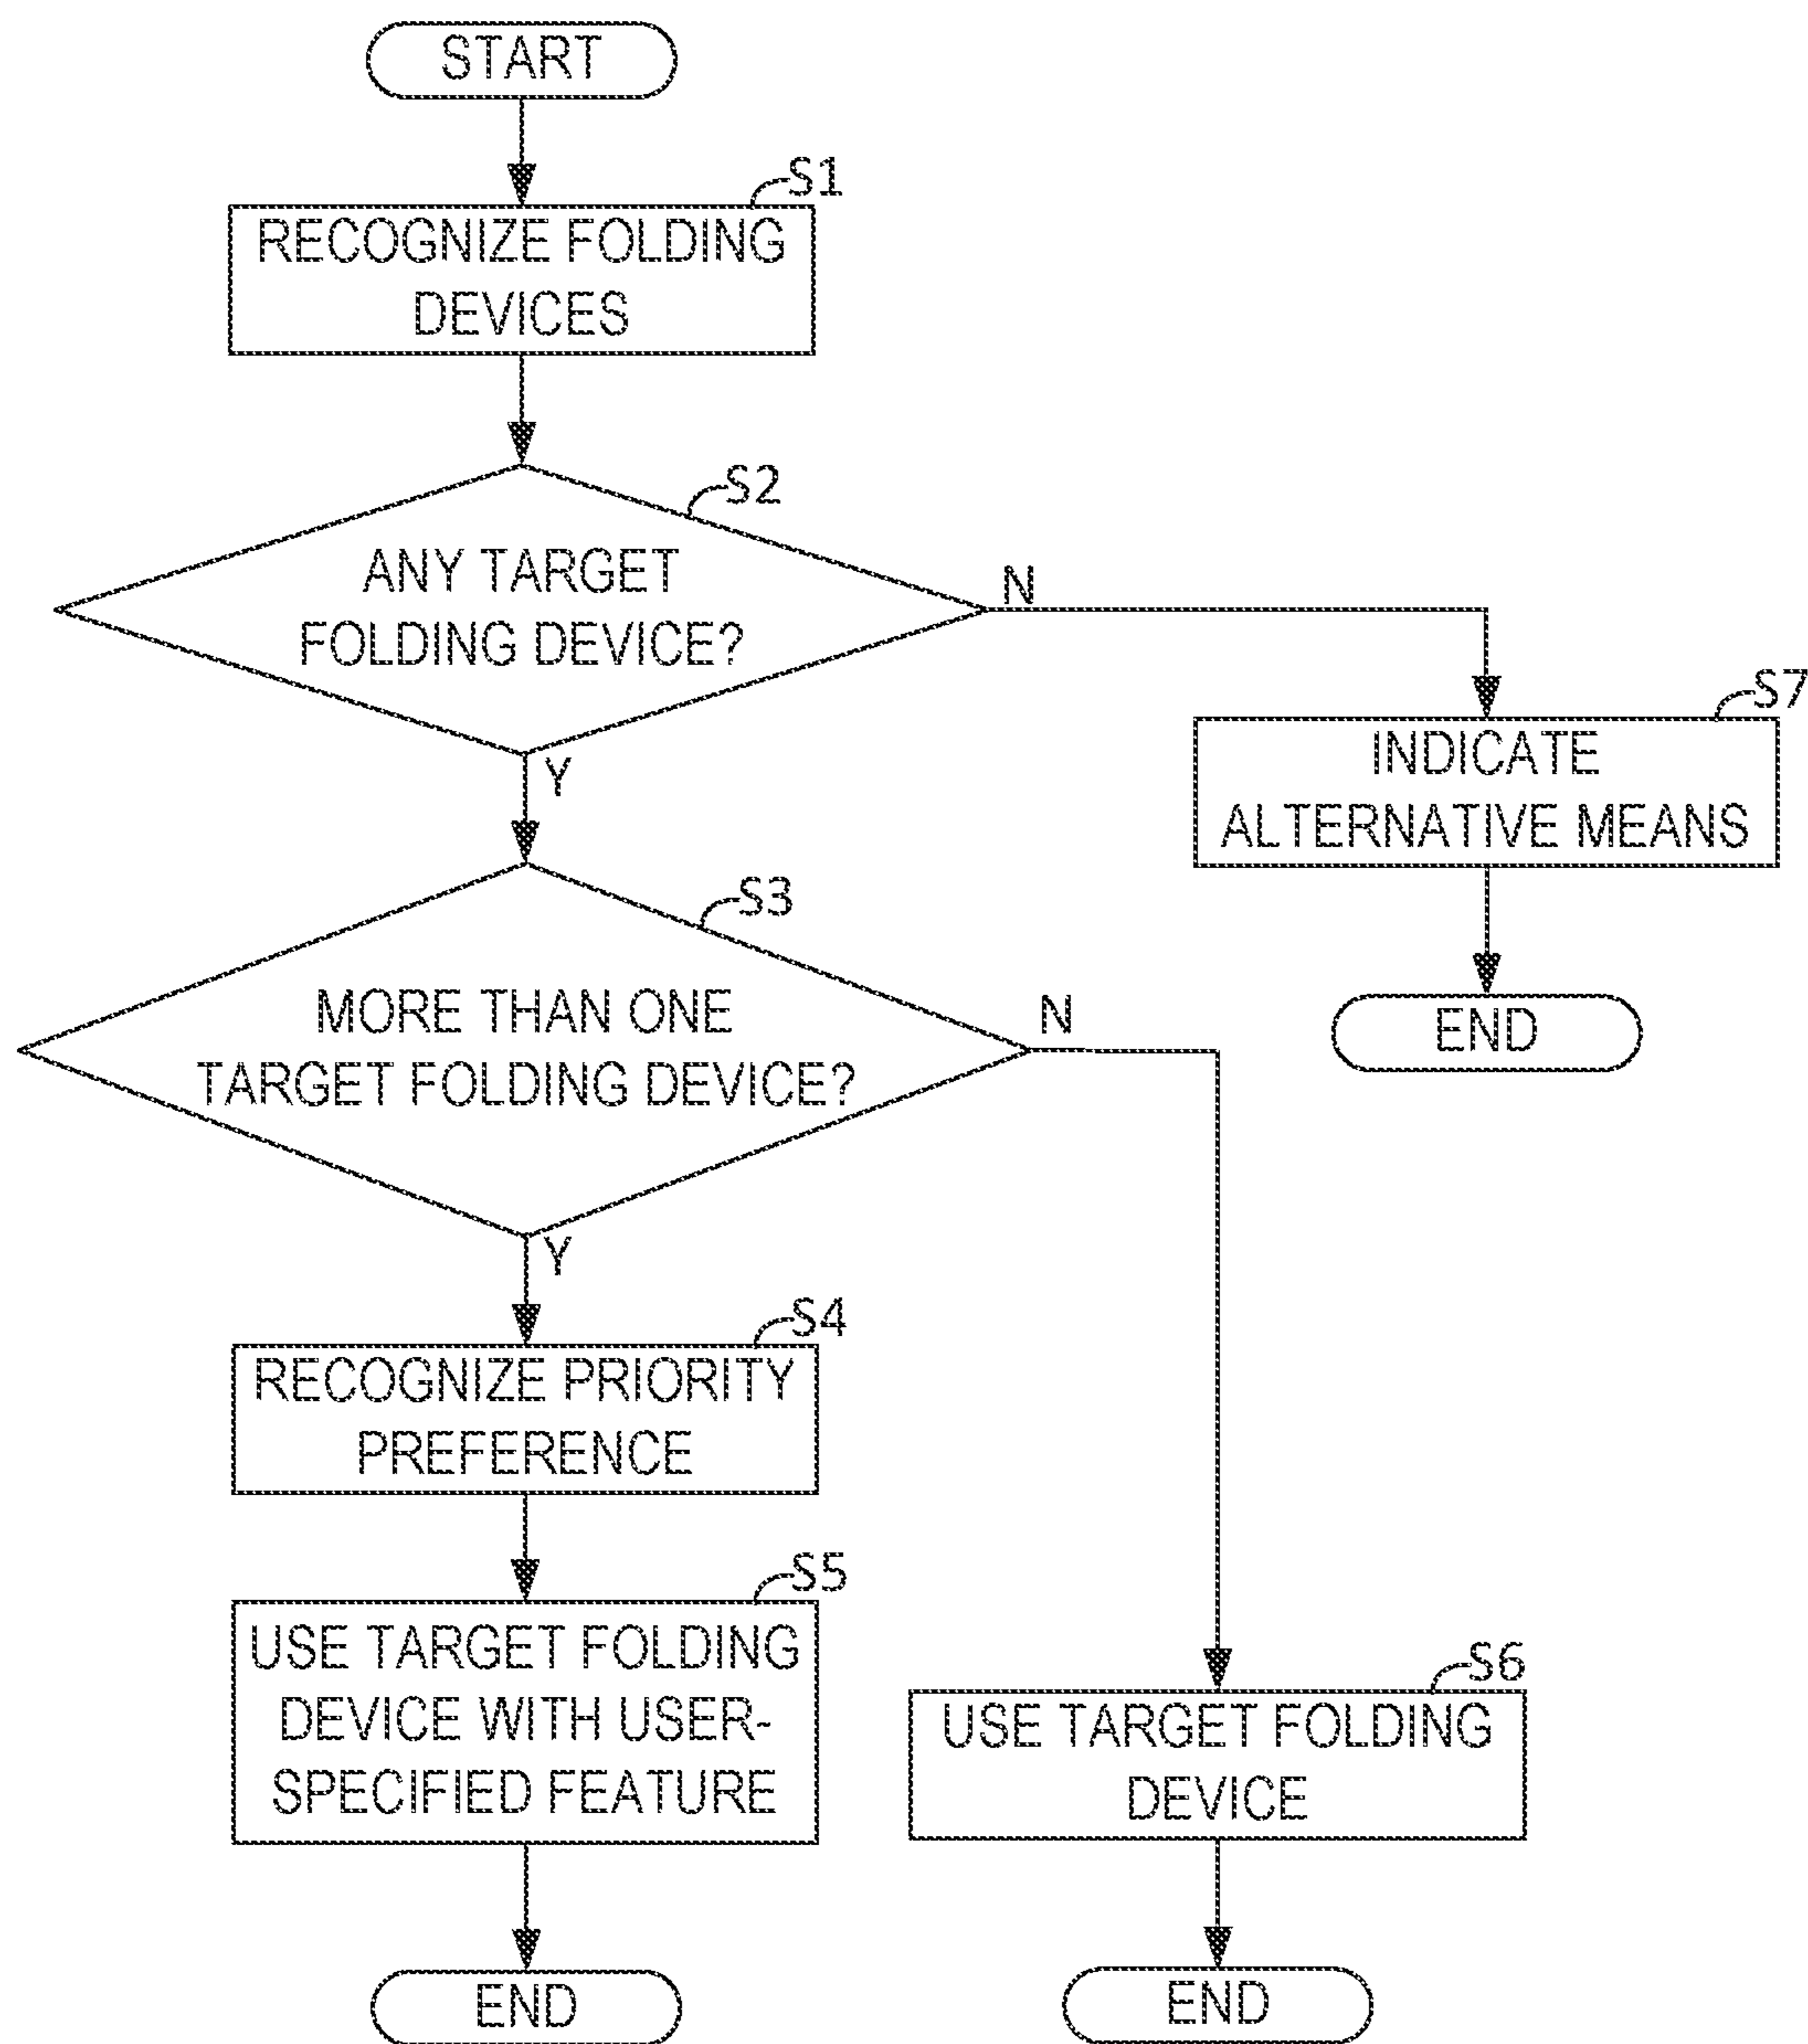 START
S1
RECOGNIZE FOLDING
DEVICES
S2
ANY TARGET
FOLDING DEVICE?
N
Y
S7
INDICATE
ALTERNATIVE MEANS
END
S3
MORE THAN ONE
TARGET FOLDING DEVICE?
N
Y
S4
RECOGNIZE PRIORITY
PREFERENCE
S5
USE TARGET FOLDING
DEVICE WITH USER-
SPECIFIED FEATURE
END
S6
USE TARGET FOLDING
DEVICE
END